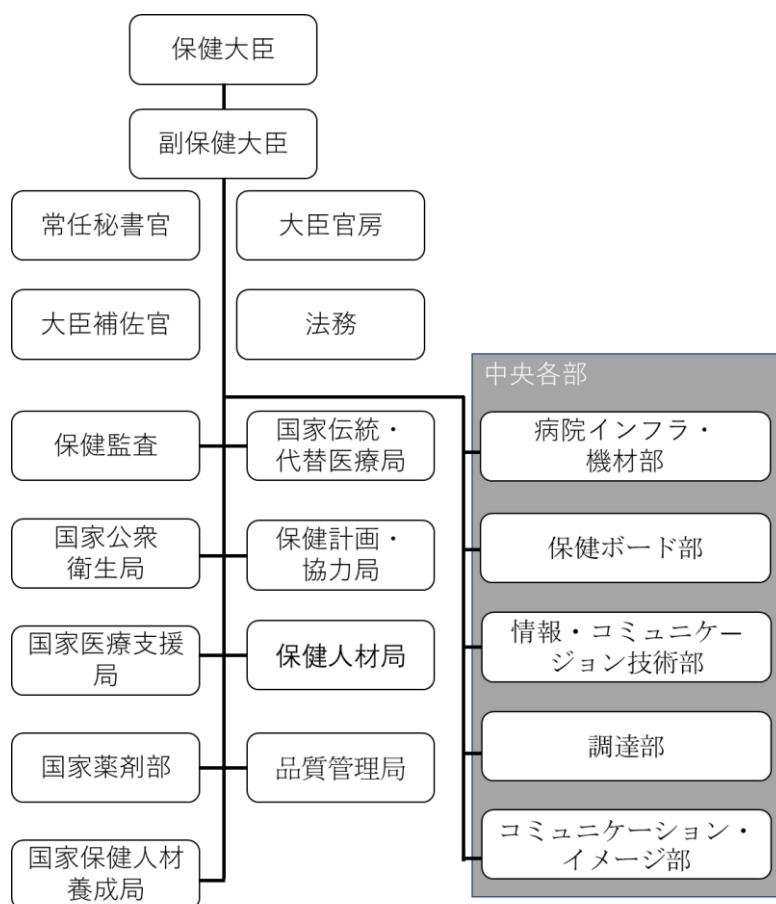 保健大臣
副保健大臣
常任秘書官
大臣官房
大臣補佐官
法務
中央各部
保健監査
国家伝統・
代替医療局
病院インフラ・
機材部
国家公衆
衛生局
保健計画・
協力局
保健ボード部
国家医療支援
局
保健人材局
情報・コミュニケー
ション技術部
国家薬剤部
品質管理局
調達部
国家保健人材
養成局
コミュニケーション・
イメージ部